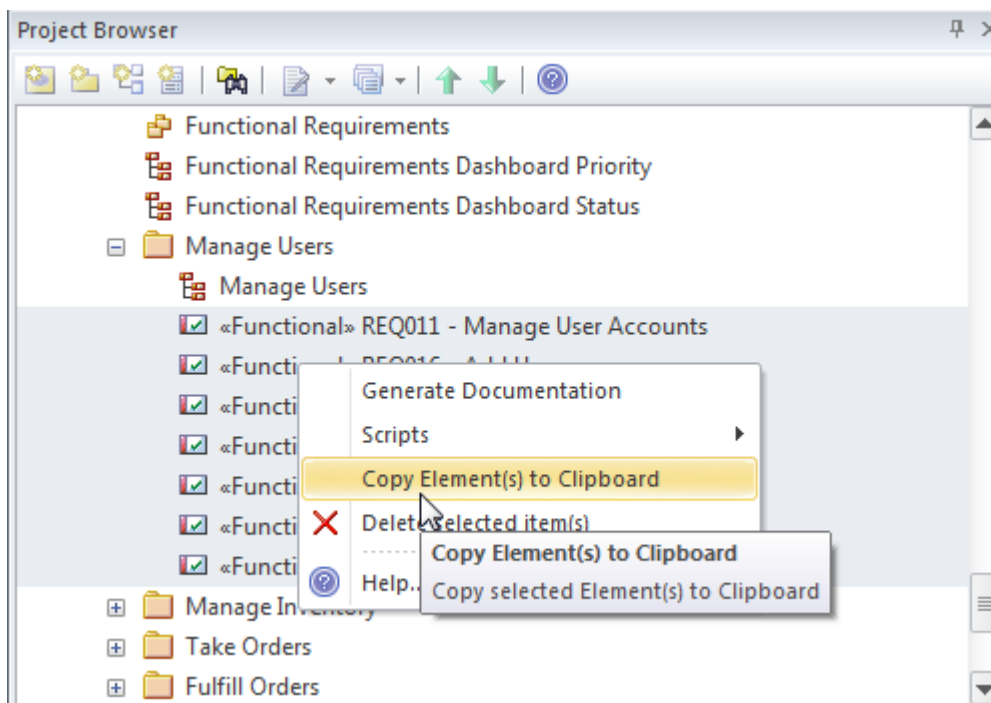 Project Browser
Functional Requirements
Functional Requirements Dashboard Priority
Functional Requirements Dashboard Status
Manage Users
Manage Users
«Functional» REQ011 - Manage User Accounts
«Functi
Generate Documentation
«Functi
Scripts
«Functi
Copy Element(s) to Clipboard
«Functi
Delete selected item(s)
«Functi
Copy Element(s) to Clipboard
«Functi
Help..
Copy selected Element(s) to Clipboard
Manage Inventory
Take Orders
Fulfill Orders